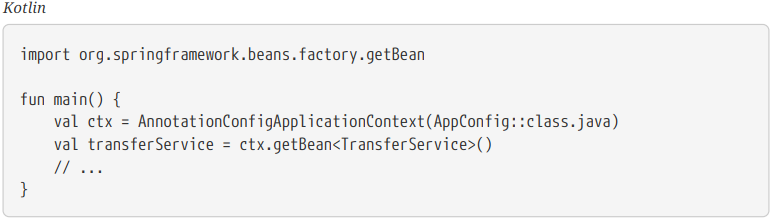 Kotlin
import org.springframework.beans.factory.getBean
fun main() {
    val ctx = AnnotationConfigApplicationContext(AppConfig::class.java)
    val transferService = ctx.getBean<TransferService>()
    // ...
}